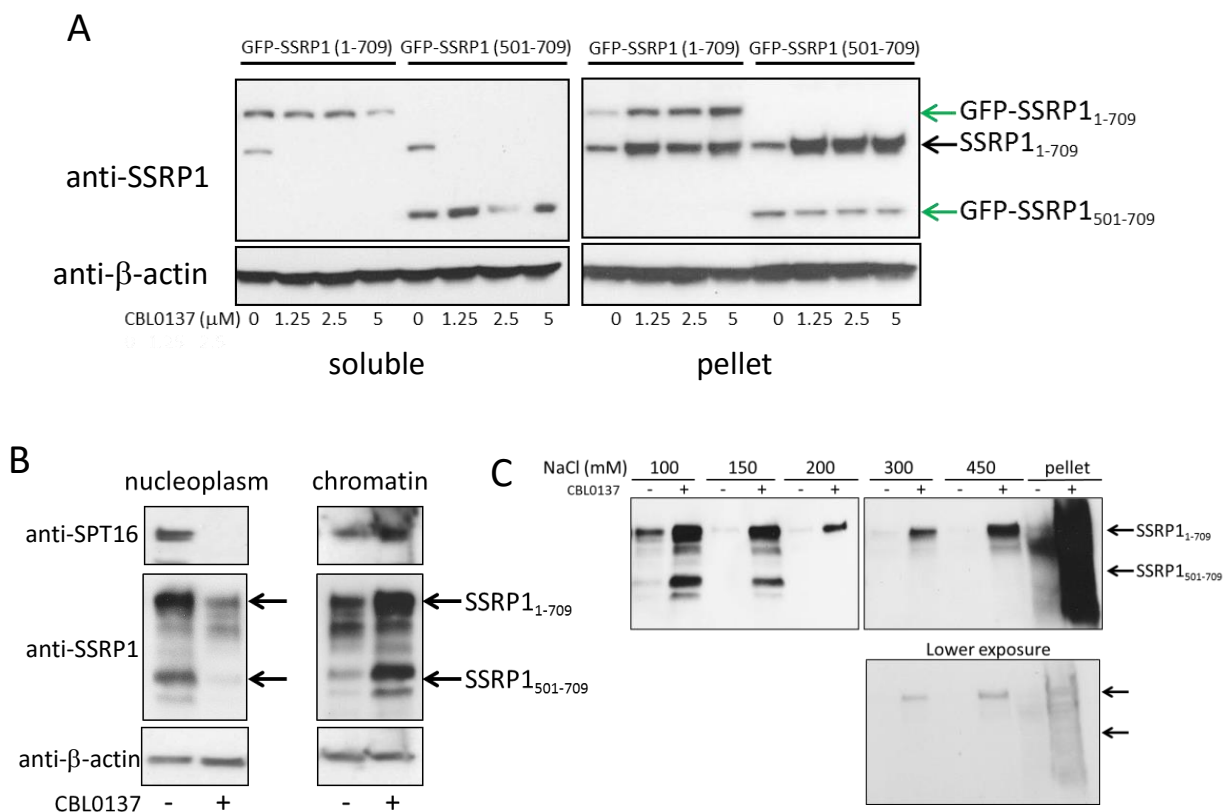 A
GFP-SSRP1 (1-709) GFP-SSRP1 (501-709) GFP-SSRP1 (1-709) GFP-SSRP1 (501-709)
GFP-SSRP1₁₋₇₀₉
SSRP1₁₋₇₀₉
anti-SSRP1
GFP-SSRP1₅₀₁₋₇₀₉
anti-β-actin
CBL0137 (μM) 0 1.25 2.5 5 0 1.25 2.5 5 0 1.25 2.5 5 0 1.25 2.5 5
soluble pellet
B
nucleoplasm chromatin
anti-SPT16
SSRP1₁₋₇₀₉
anti-SSRP1
SSRP1₅₀₁₋₇₀₉
anti-β-actin
CBL0137 - + - +
C
NaCl (mM) 100 150 200 300 450 pellet
CBL0137 - + - + - + - + - + - +
SSRP1₁₋₇₀₉
SSRP1₅₀₁₋₇₀₉
Lower exposure